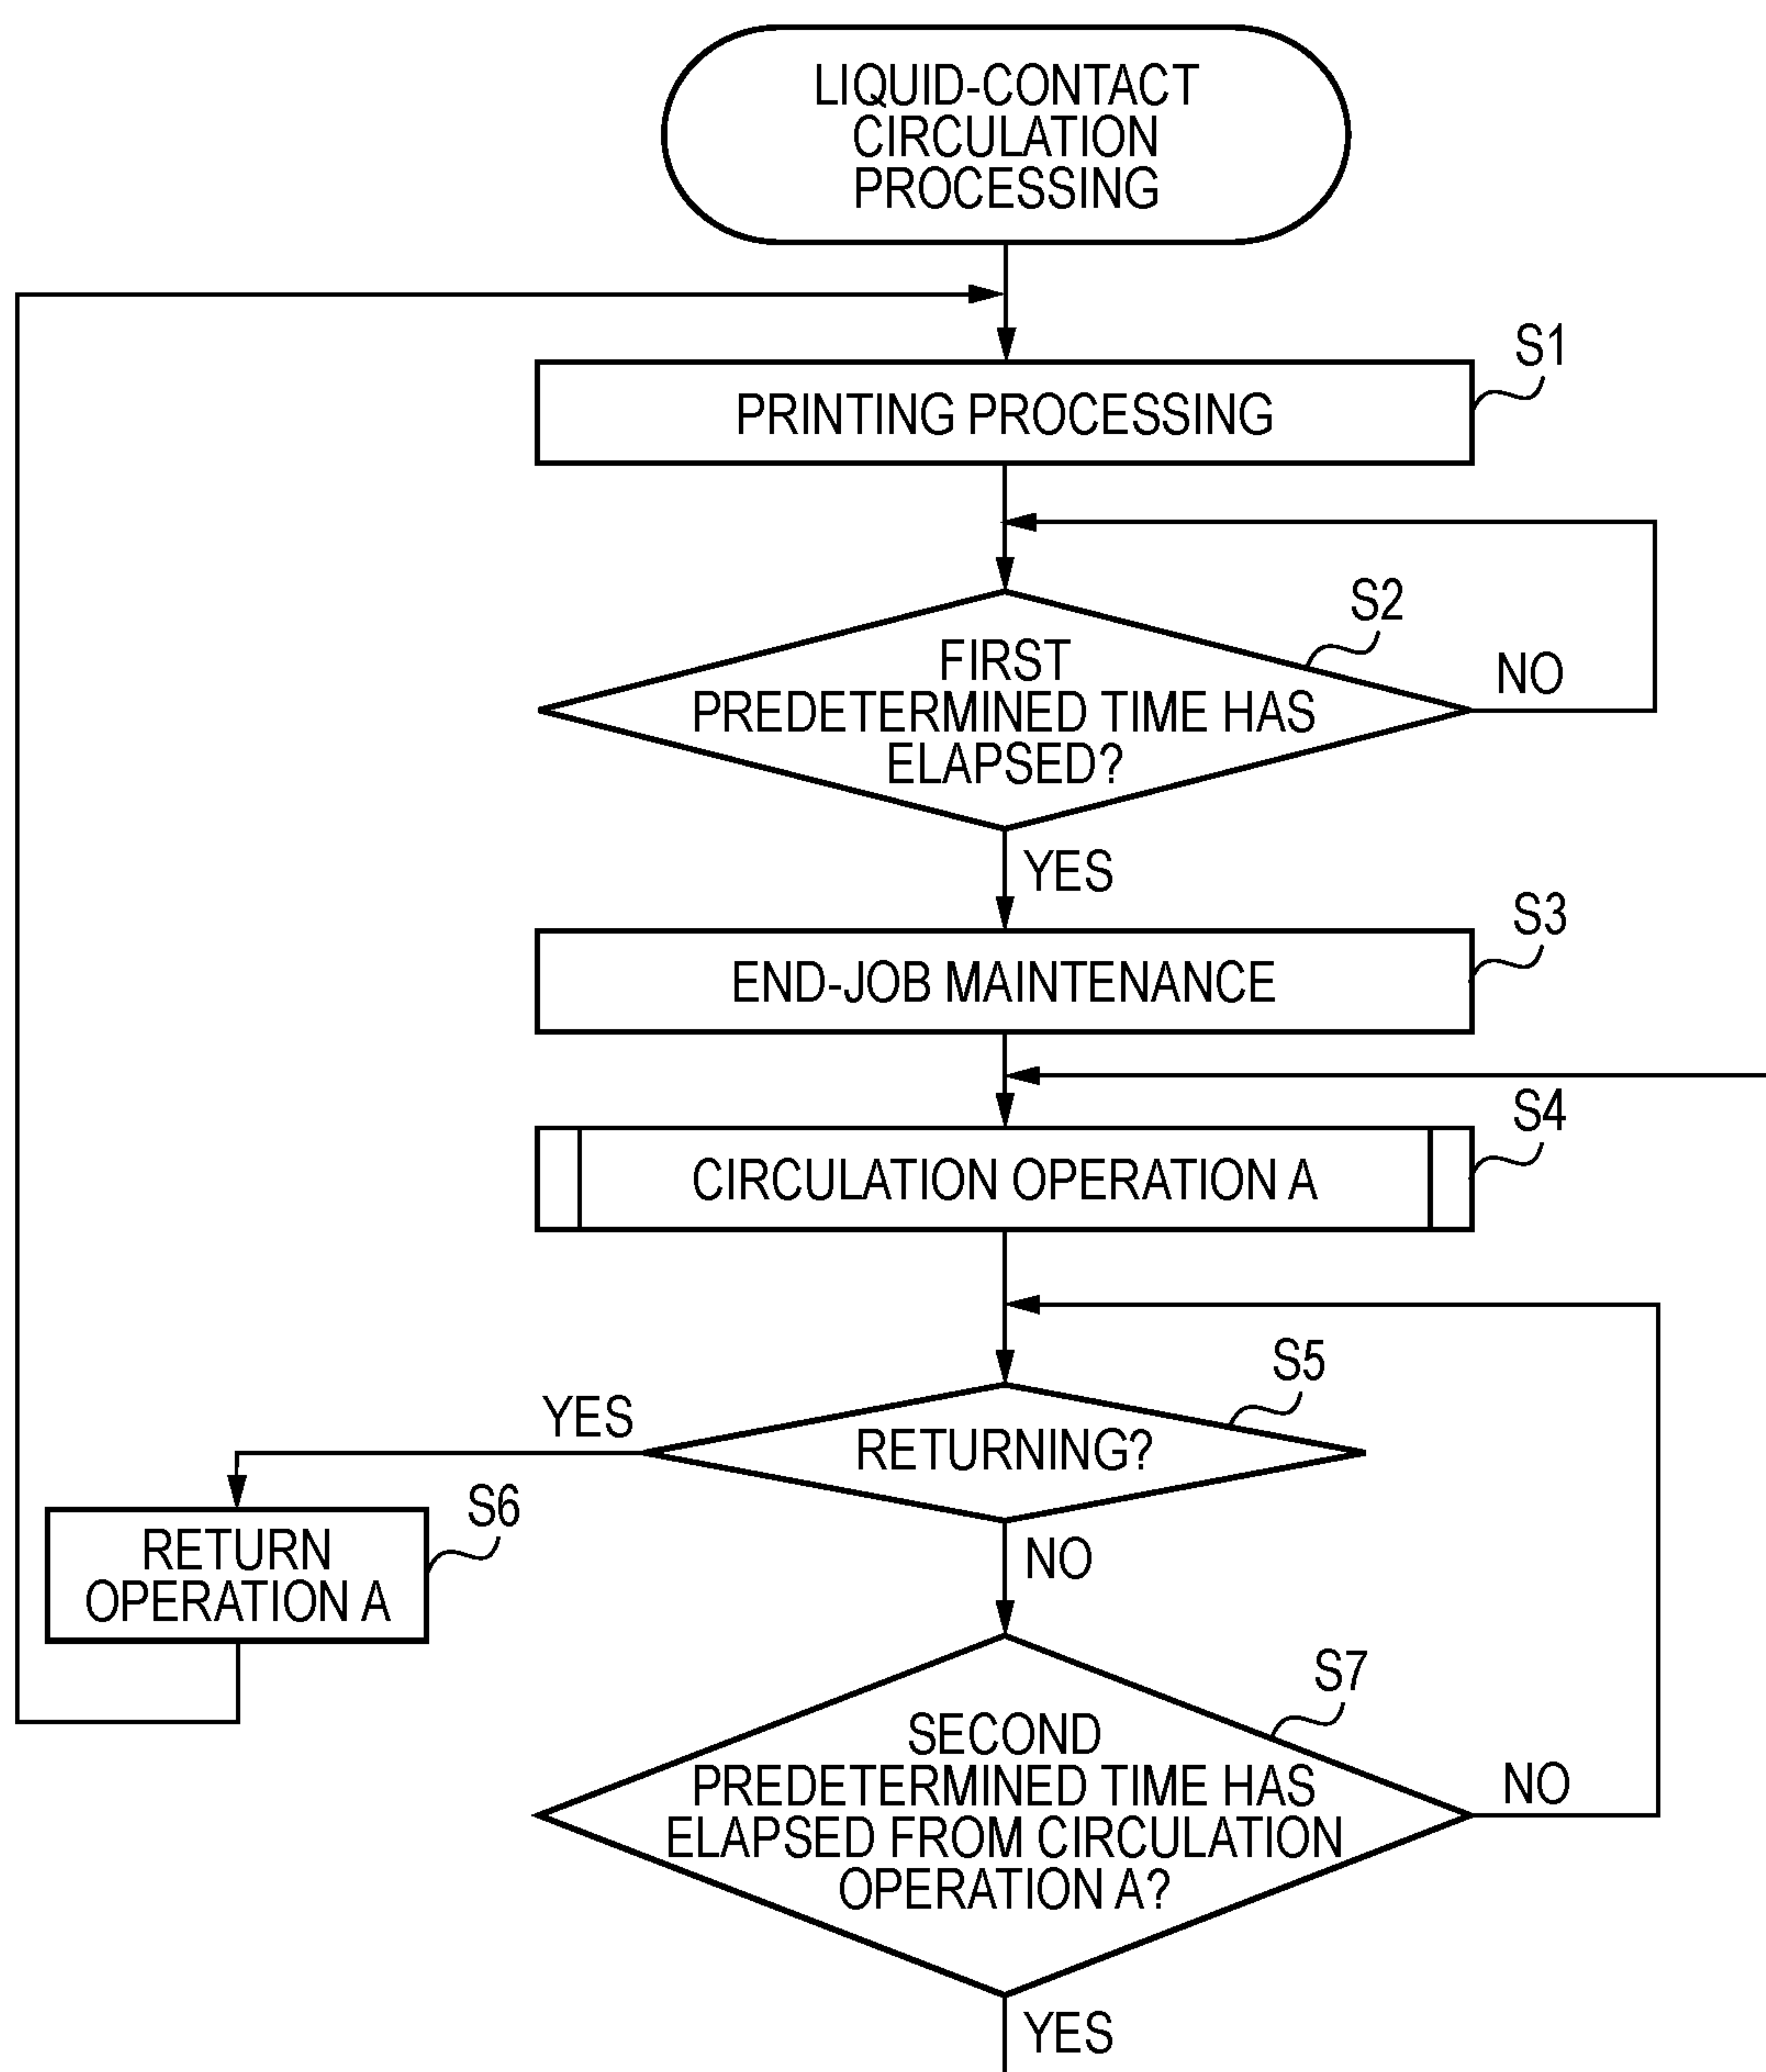 LIQUID-CONTACT
CIRCULATION
PROCESSING
S1
PRINTING PROCESSING
S2
FIRST
PREDETERMINED TIME HAS
ELAPSED?
NO
YES
S3
END-JOB MAINTENANCE
S4
CIRCULATION OPERATION A
S5
YES
RETURNING?
S6
RETURN
OPERATION A
NO
S7
SECOND
PREDETERMINED TIME HAS
ELAPSED FROM CIRCULATION
OPERATION A?
NO
YES